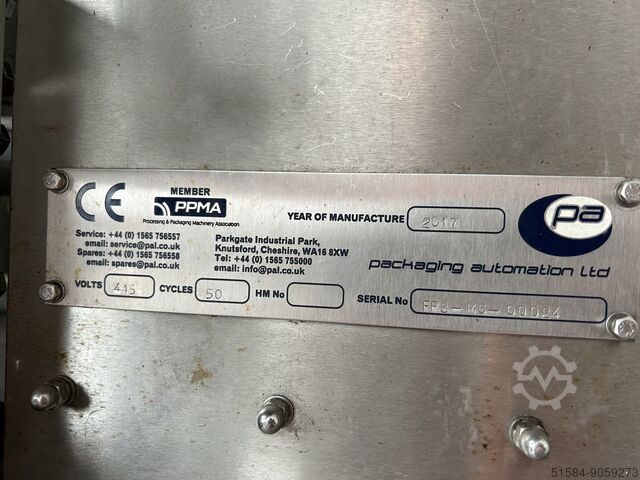 CE
MEMBER
PPMA
Processing & Packaging Machinery Association
YEAR OF MANUFACTURE 2017
pa
packaging automation Ltd
Service: +44 (0) 1565 756557
email: service@pal.co.uk
Spares: +44 (0) 1565 756558
email: spares@pal.co.uk
Parkgate Industrial Park,
Knutsford, Cheshire, WA16 8XW
Tel: +44 (0) 1565 755000
email: info@pal.co.uk
VOLTS 415 CYCLES 50 HM No SERIAL No
51584-9059273